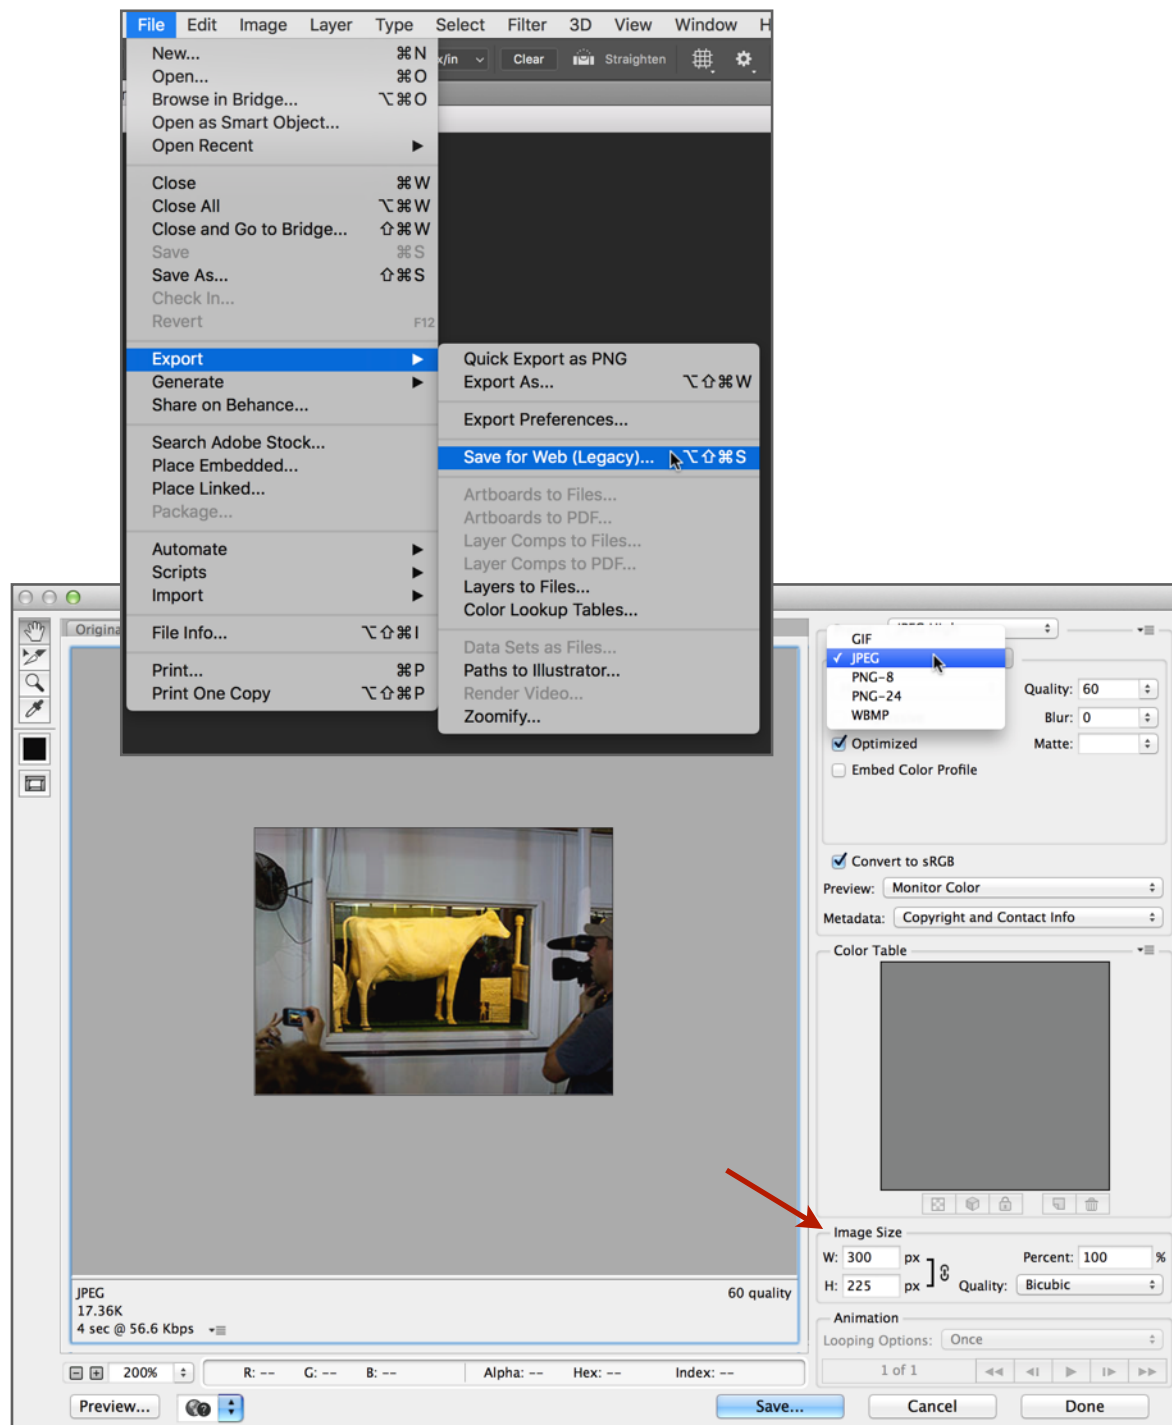 File Edit Image Layer Type Select Filter 3D View Window H
New... ⌘N
Open... ⌘O
Browse in Bridge... ⌥⌘O
Open as Smart Object...
Open Recent ▶
x/in Clear Straighten
Close ⌘W
Close All ⌥⌘W
Close and Go to Bridge... ⇧⌘W
Save ⌘S
Save As... ⇧⌘S
Check In...
Revert F12
Export ▶
Generate ▶
Share on Behance...
Search Adobe Stock...
Place Embedded...
Place Linked...
Package...
Automate ▶
Scripts ▶
Import ▶
File Info... ⌥⇧⌘I
Print... ⌘P
Print One Copy ⌥⇧⌘P
Quick Export as PNG
Export As... ⌥⇧⌘W
Export Preferences...
Save for Web (Legacy)... ⌥⇧⌘S
Artboards to Files...
Artboards to PDF...
Layer Comps to Files...
Layer Comps to PDF...
Layers to Files...
Color Lookup Tables...
Data Sets as Files...
Paths to Illustrator...
Render Video...
Zoomify...
Origina
GIF
✓ JPEG
PNG-8
PNG-24
WBMP
Quality: 60
Blur: 0
Optimized Matte:
Embed Color Profile
Convert to sRGB
Preview: Monitor Color
Metadata: Copyright and Contact Info
Color Table
Image Size
W: 300 px Percent: 100 %
H: 225 px Quality: Bicubic
Animation
Looping Options: Once
1 of 1
JPEG 60 quality
17.36K
4 sec @ 56.6 Kbps
200% R: -- G: -- B: -- Alpha: -- Hex: -- Index: --
Preview... Save... Cancel Done